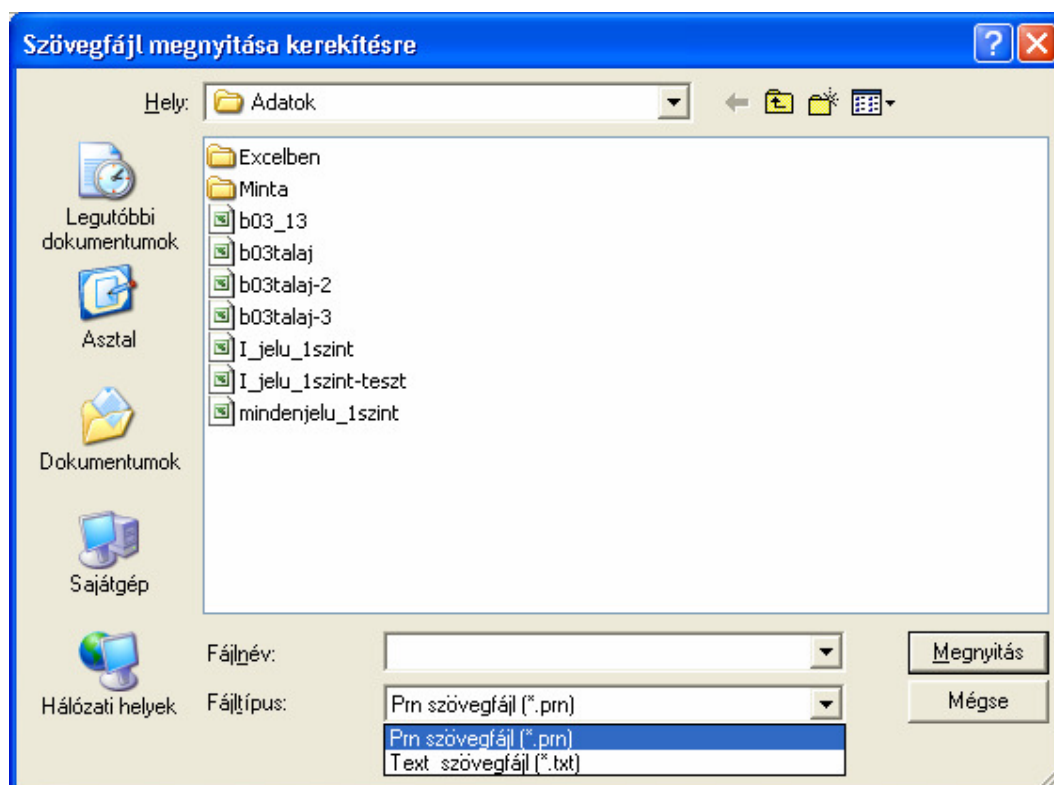 Szövegfájl megnyitása kerekítésre
Hely:
Adatok
Legutóbbi
dokumentumok
Asztal
Dokumentumok
Sajátgép
Hálózati helyek
Excelben
Minta
b03_13
b03talaj
b03talaj-2
b03talaj-3
I_jelu_1szint
I_jelu_1szint-teszt
mindenjelu_1szint
Fájlnév:
Megnyitás
Fájltípus:
Prn szövegfájl (*.prn)
Mégse
Prn szövegfájl (*.prn)
Text szövegfájl (*.txt)